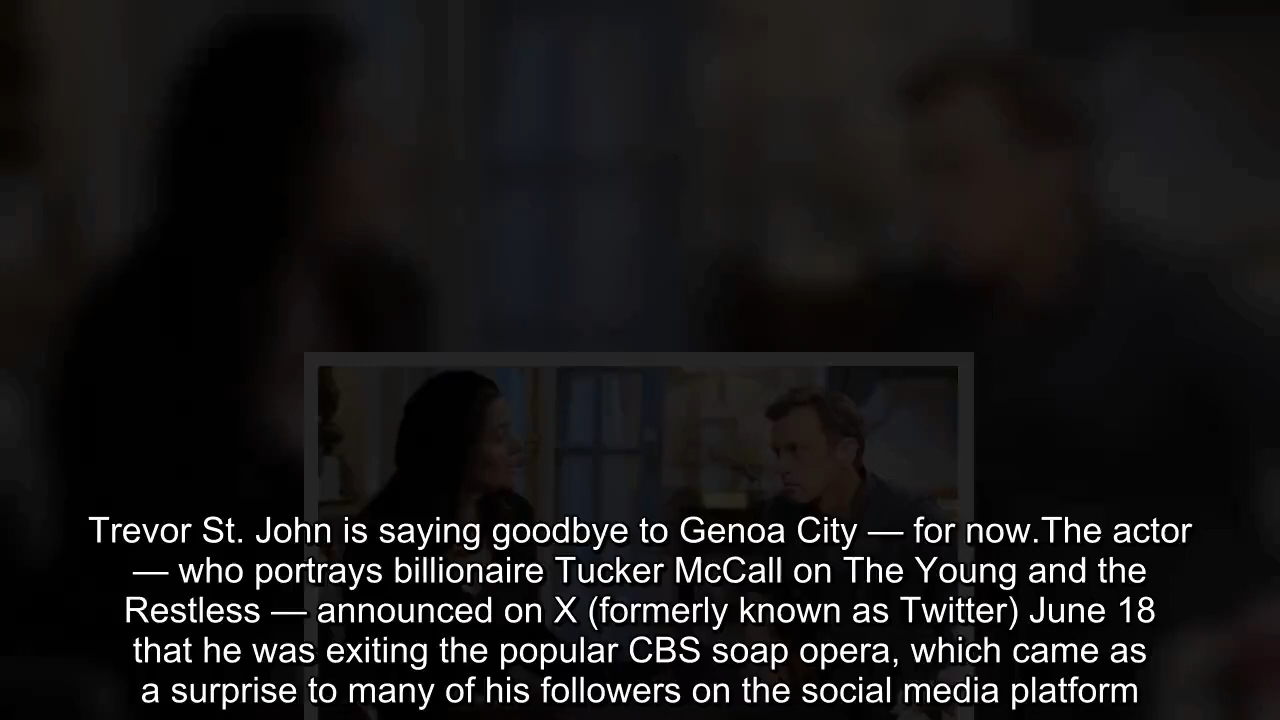 Trevor St. John is saying goodbye to Genoa City — for now.The actor
— who portrays billionaire Tucker McCall on The Young and the
Restless — announced on X (formerly known as Twitter) June 18
that he was exiting the popular CBS soap opera, which came as
a surprise to many of his followers on the social media platform